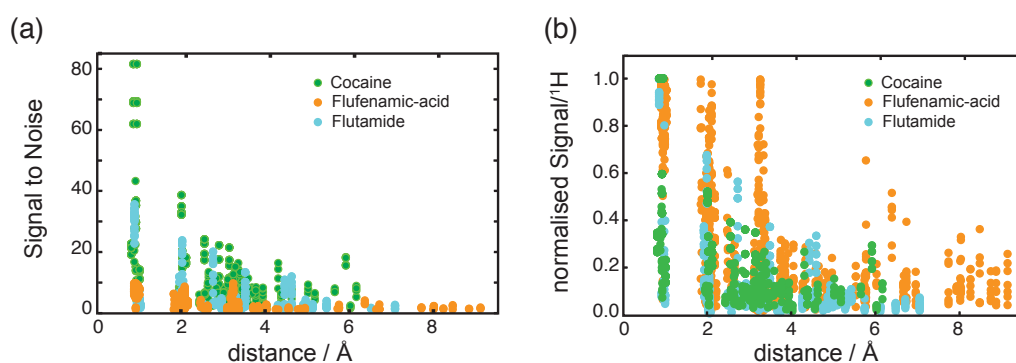 (a)
Signal to Noise
80
60
40
20
0
0
2
4
6
8
distance / Å
Cocaine
Flufenamic-acid
Flutamide
(b)
normalised Signal/¹H
1.0
0.8
0.6
0.4
0.2
0.0
0
2
4
6
8
distance / Å
Cocaine
Flufenamic-acid
Flutamide